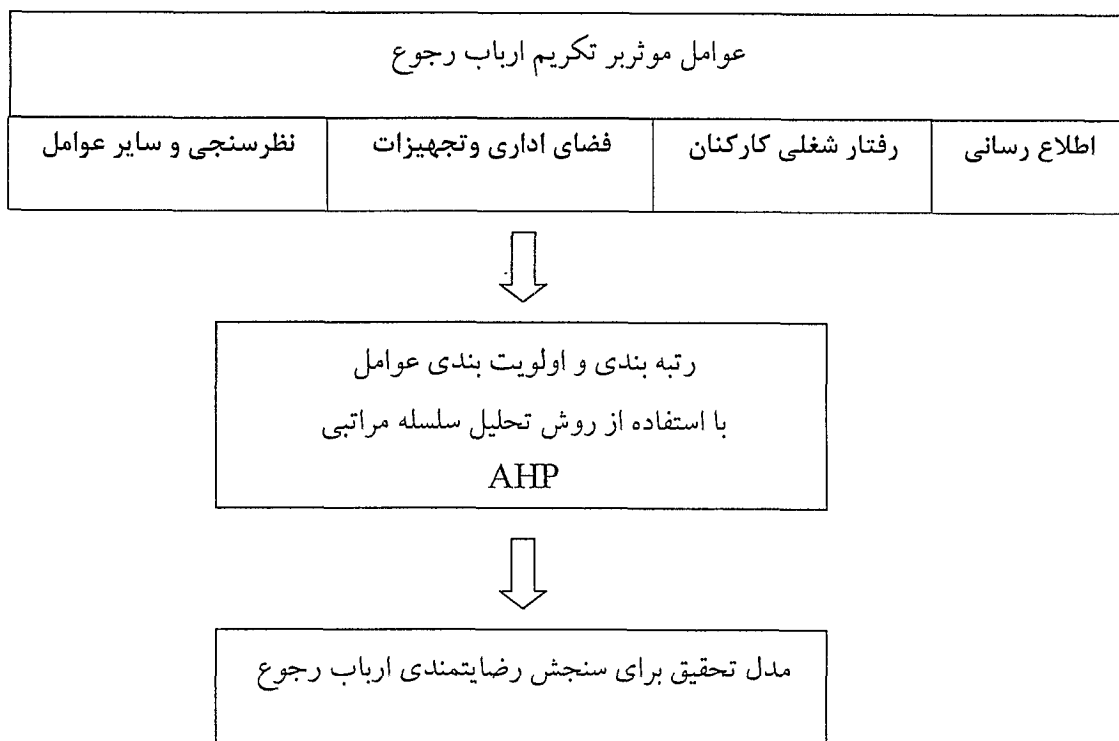 عوامل موثربر تکریم ارباب رجوع
اطلاع رسانی
رفتار شغلی کارکنان
فضای اداری وتجهیزات
نظرسنجی و سایر عوامل
رتبه بندی و اولویت بندی عوامل
با استفاده از روش تحلیل سلسله مراتبی
AHP
مدل تحقیق برای سنجش رضایتمندی ارباب رجوع